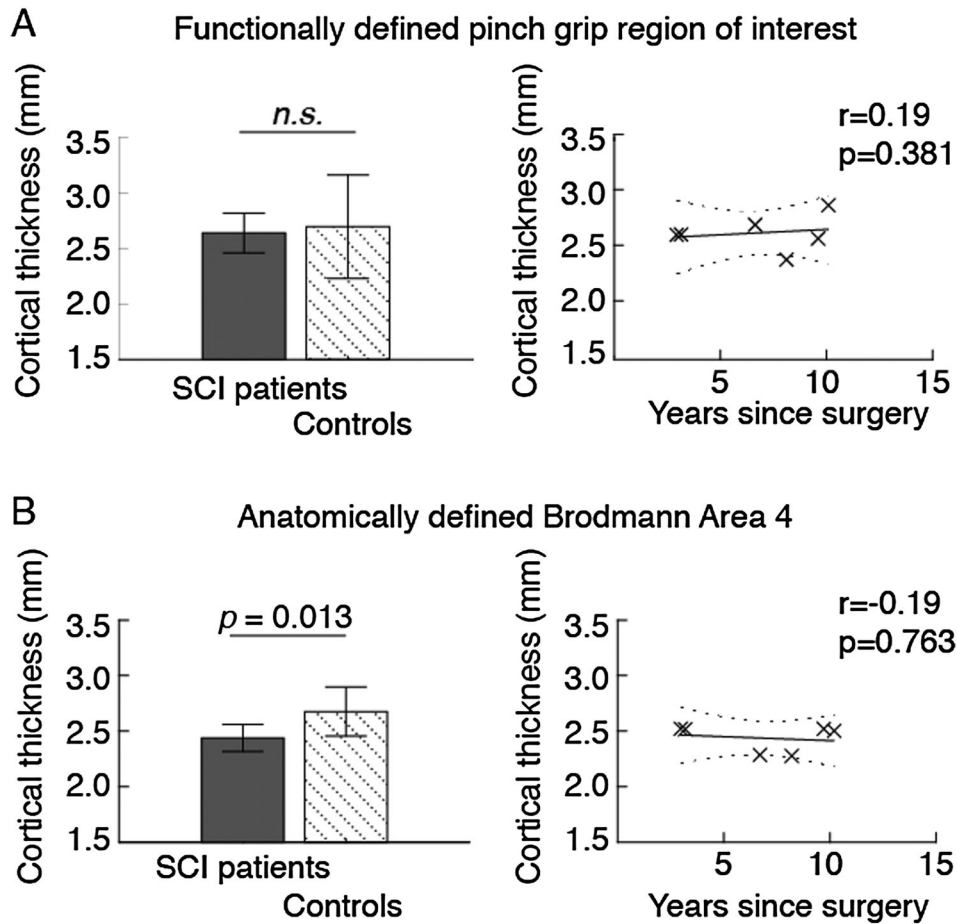 A
Functionally defined pinch grip region of interest
Cortical thickness (mm)
3.5
3.0
2.5
2.0
1.5
n.s.
SCI patients
Controls
Cortical thickness (mm)
3.5
3.0
2.5
2.0
1.5
r=0.19
p=0.381
5 10 15
Years since surgery
B
Anatomically defined Brodmann Area 4
Cortical thickness (mm)
3.5
3.0
2.5
2.0
1.5
p = 0.013
SCI patients
Controls
Cortical thickness (mm)
3.5
3.0
2.5
2.0
1.5
r=-0.19
p=0.763
5 10 15
Years since surgery